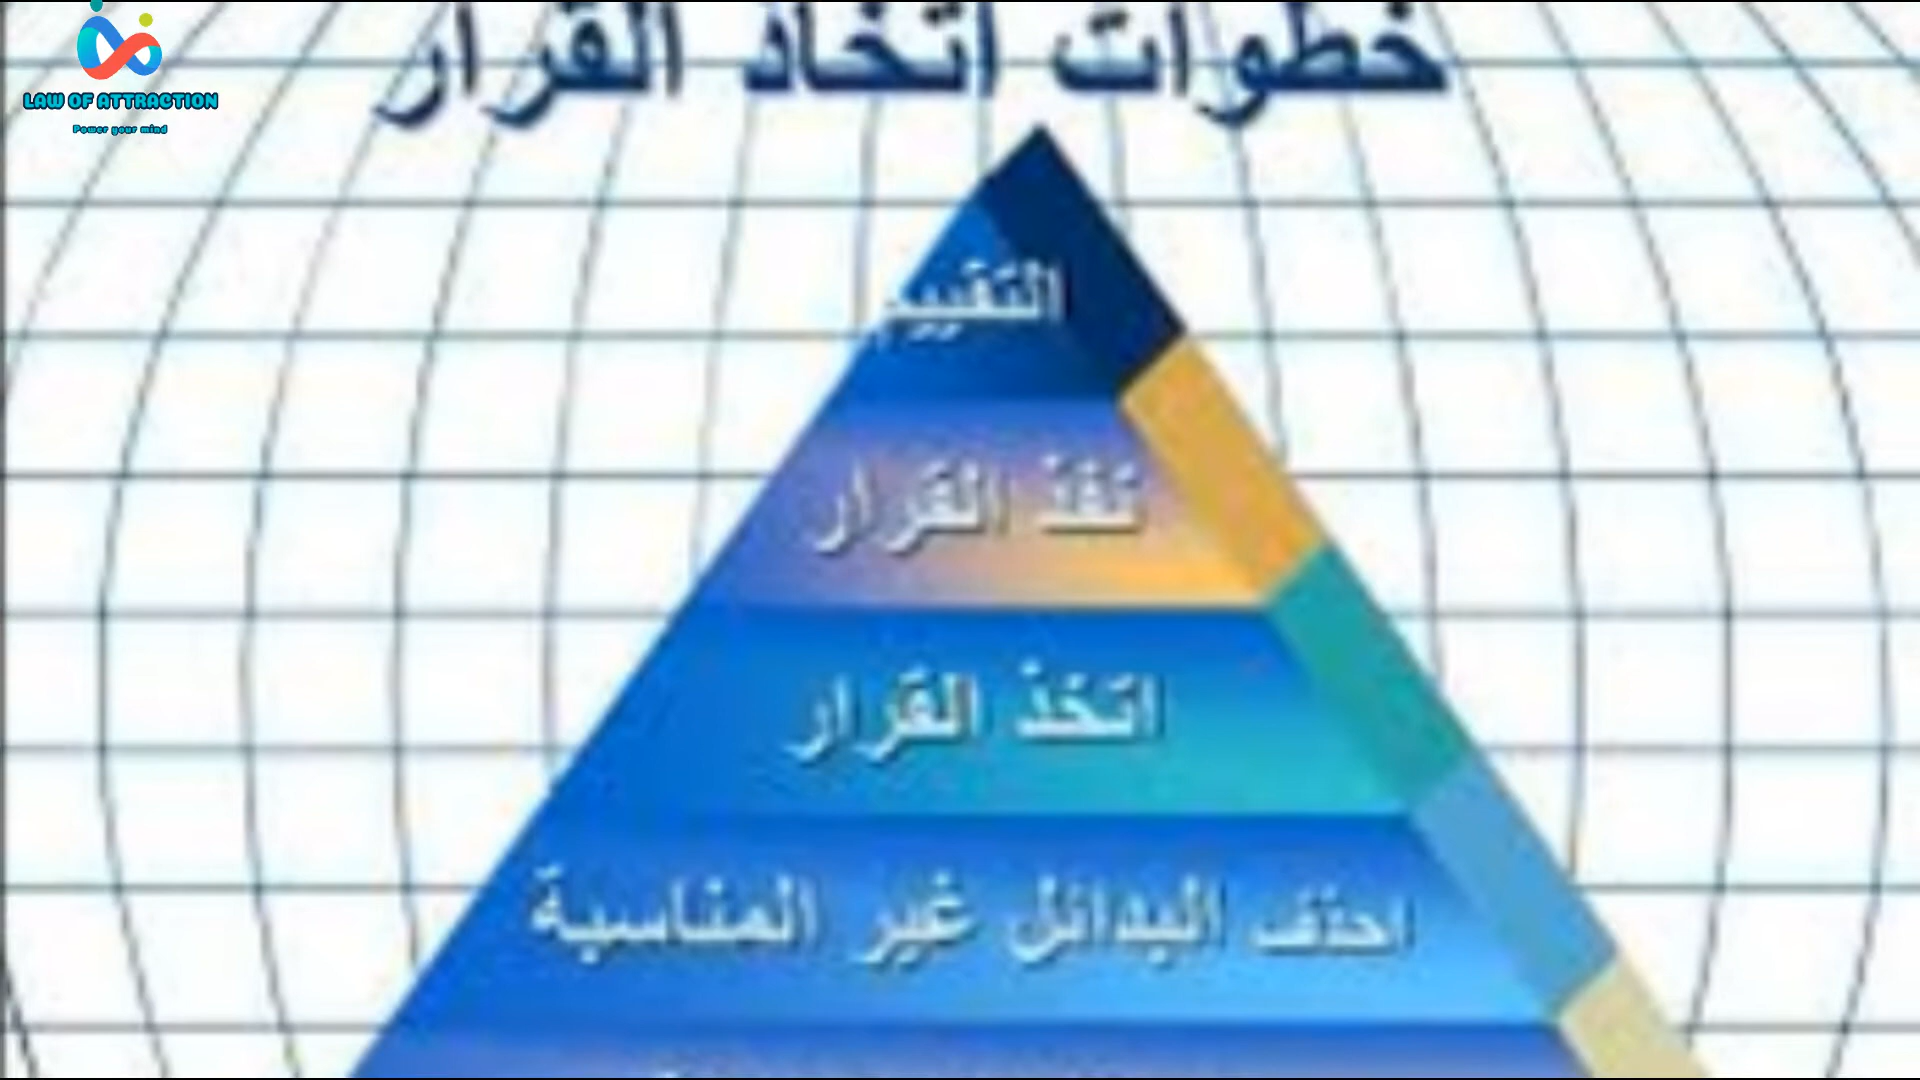 LAW OF ATTRACTION
Power your mind
خطوات اتخاذ القرار
التقييم
نفذ القرار
اتخذ القرار
احذف البدائل غير المناسبة